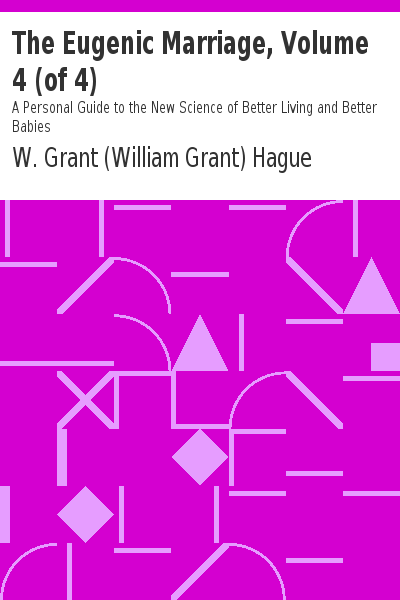 The Eugenic Marriage, Volume
4 (of 4)
A Personal Guide to the New Science of Better Living and Better
Babies
W. Grant (William Grant) Hague